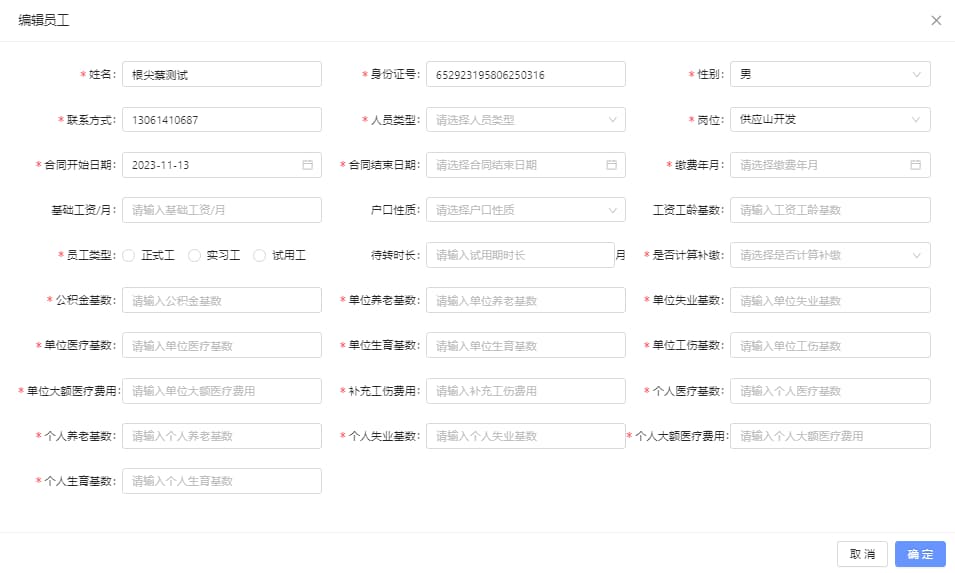 编辑员工
* 姓名: 根尖蘖测试 * 身份证号: 652923195806250316 * 性别: 男
* 联系方式: 13061410687 * 人员类型: 请选择人员类型 * 岗位: 供应山开发
* 合同开始日期: 2023-11-13 * 合同结束日期: 请选择合同结束日期 * 缴费年月: 请选择缴费年月
基础工资/月: 请输入基础工资/月 户口性质: 请选择户口性质 工资工龄基数: 请输入工资工龄基数
* 员工类型: 正式工 实习工 试用工 待转时长: 请输入试用期时长 月 * 是否计算补缴: 请选择是否计算补缴
* 公积金基数: 请输入公积金基数 * 单位养老基数: 请输入单位养老基数 * 单位失业基数: 请输入单位失业基数
* 单位医疗基数: 请输入单位医疗基数 * 单位生育基数: 请输入单位生育基数 * 单位工伤基数: 请输入单位工伤基数
* 单位大额医疗费用: 请输入单位大额医疗费用 * 补充工伤费用: 请输入补充工伤费用 * 个人医疗基数: 请输入个人医疗基数
* 个人养老基数: 请输入个人养老基数 * 个人失业基数: 请输入个人失业基数 * 个人大额医疗费用: 请输入个人大额医疗费用
* 个人生育基数: 请输入个人生育基数
取 消 确 定